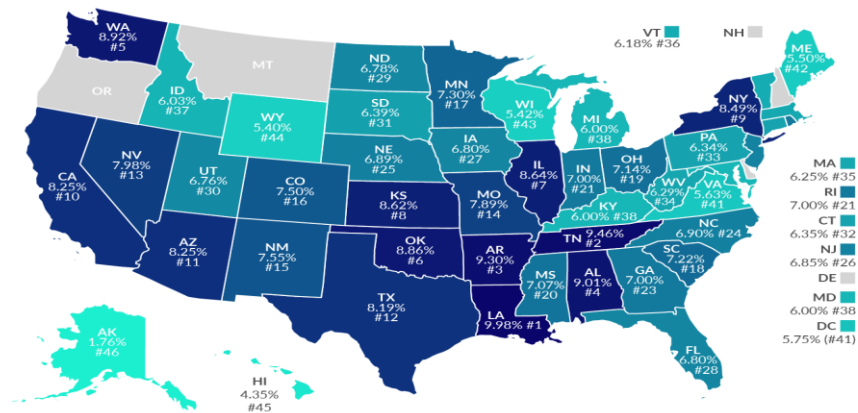 WA
8.92%
#5
MT
OR
ID
6.03%
#37
WY
5.40%
#44
NV
7.98%
#13
CA
8.25%
#10
UT
6.76%
#30
CO
7.50%
#16
AZ
8.25%
#11
NM
7.55%
#15
ND
6.78%
#29
SD
6.39%
#31
NE
6.89%
#25
KS
8.62%
#8
OK
8.86%
#6
TX
8.19%
#12
MN
7.30%
#17
IA
6.80%
#27
MO
7.89%
#14
AR
9.30%
#3
LA
9.98% #1
WI
5.42%
#43
IL
8.64%
#7
MI
6.00%
#38
IN
7.00%
#21
OH
7.14%
#19
KY
6.00% #38
TN 9.46%
#2
MS
7.07%
#20
AL
9.01%
#4
GA
7.00%
#23
FL
6.80%
#28
SC
7.22%
#18
NC
6.90% #24
VA
5.63%
#41
WV
6.29%
#34
PA
6.34%
#33
NY
8.49%
#9
ME
5.50%
#42
VT
6.18% #36
NH
MA
6.25% #35
RI
7.00% #21
CT
6.35% #32
NJ
6.85% #26
DE
MD
6.00% #38
DC
5.75% (#41)
AK
1.76%
#46
HI
4.35%
#45